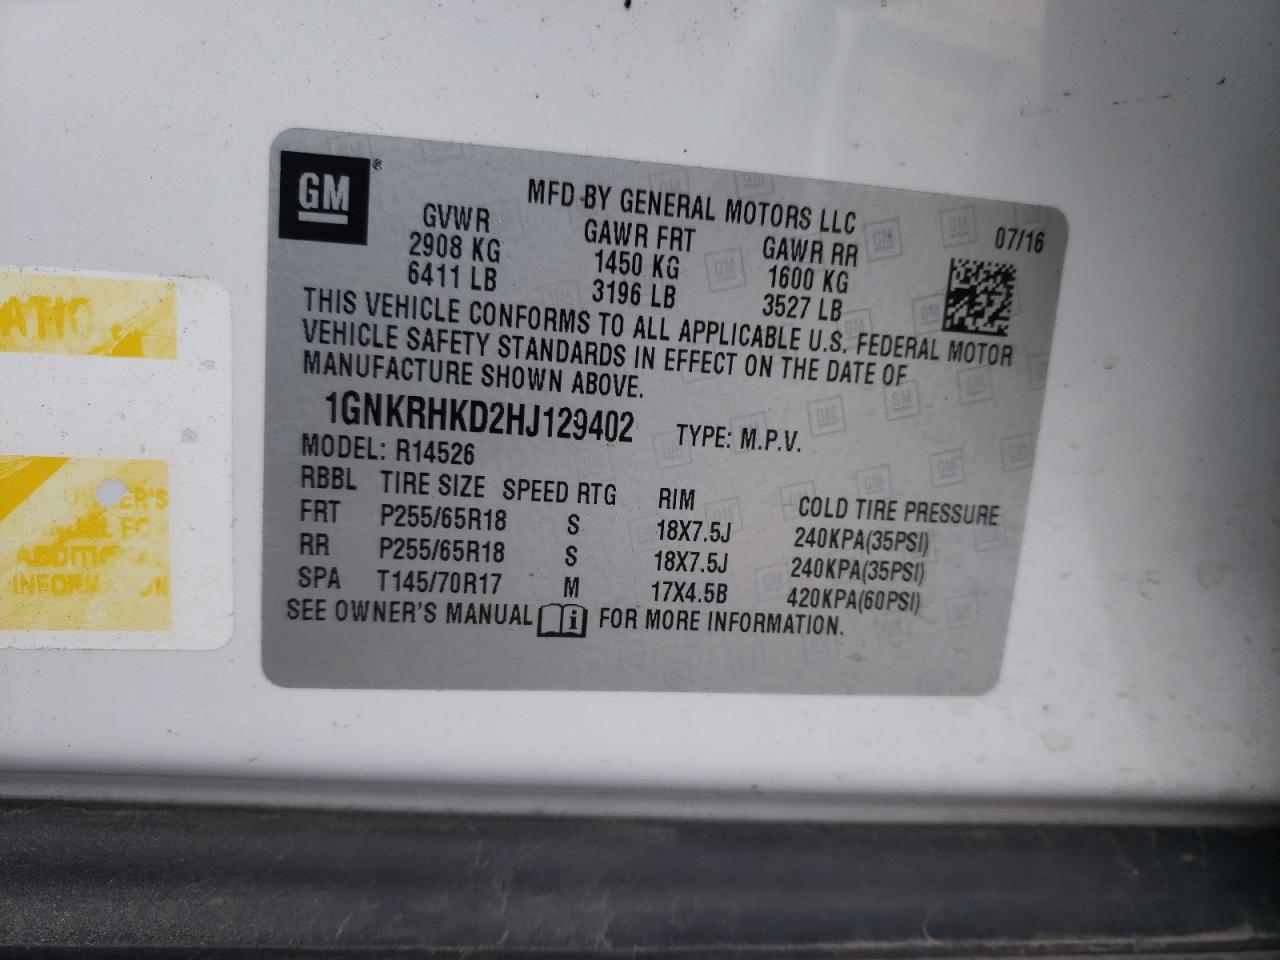 GM ®
MFD BY GENERAL MOTORS LLC
07/16
GVWR GAWR FRT GAWR RR
2908 KG 1450 KG 1600 KG
6411 LB 3196 LB 3527 LB
THIS VEHICLE CONFORMS TO ALL APPLICABLE U.S. FEDERAL MOTOR
VEHICLE SAFETY STANDARDS IN EFFECT ON THE DATE OF
MANUFACTURE SHOWN ABOVE.
1GNKRHKD2HJ129402 TYPE: M.P.V.
MODEL: R14526
RBBL TIRE SIZE SPEED RTG RIM COLD TIRE PRESSURE
FRT P255/65R18 S 18X7.5J 240KPA(35PSI)
RR P255/65R18 S 18X7.5J 240KPA(35PSI)
SPA T145/70R17 M 17X4.5B 420KPA(60PSI)
SEE OWNER'S MANUAL FOR MORE INFORMATION.